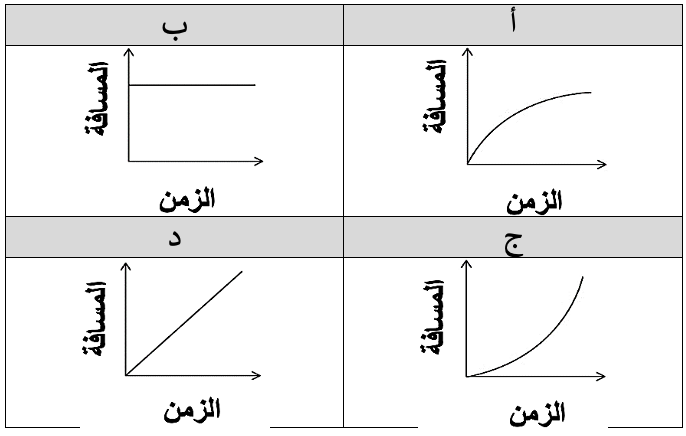 أ
ب
المسافة
الزمن
المسافة
الزمن
ج
د
المسافة
الزمن
المسافة
الزمن